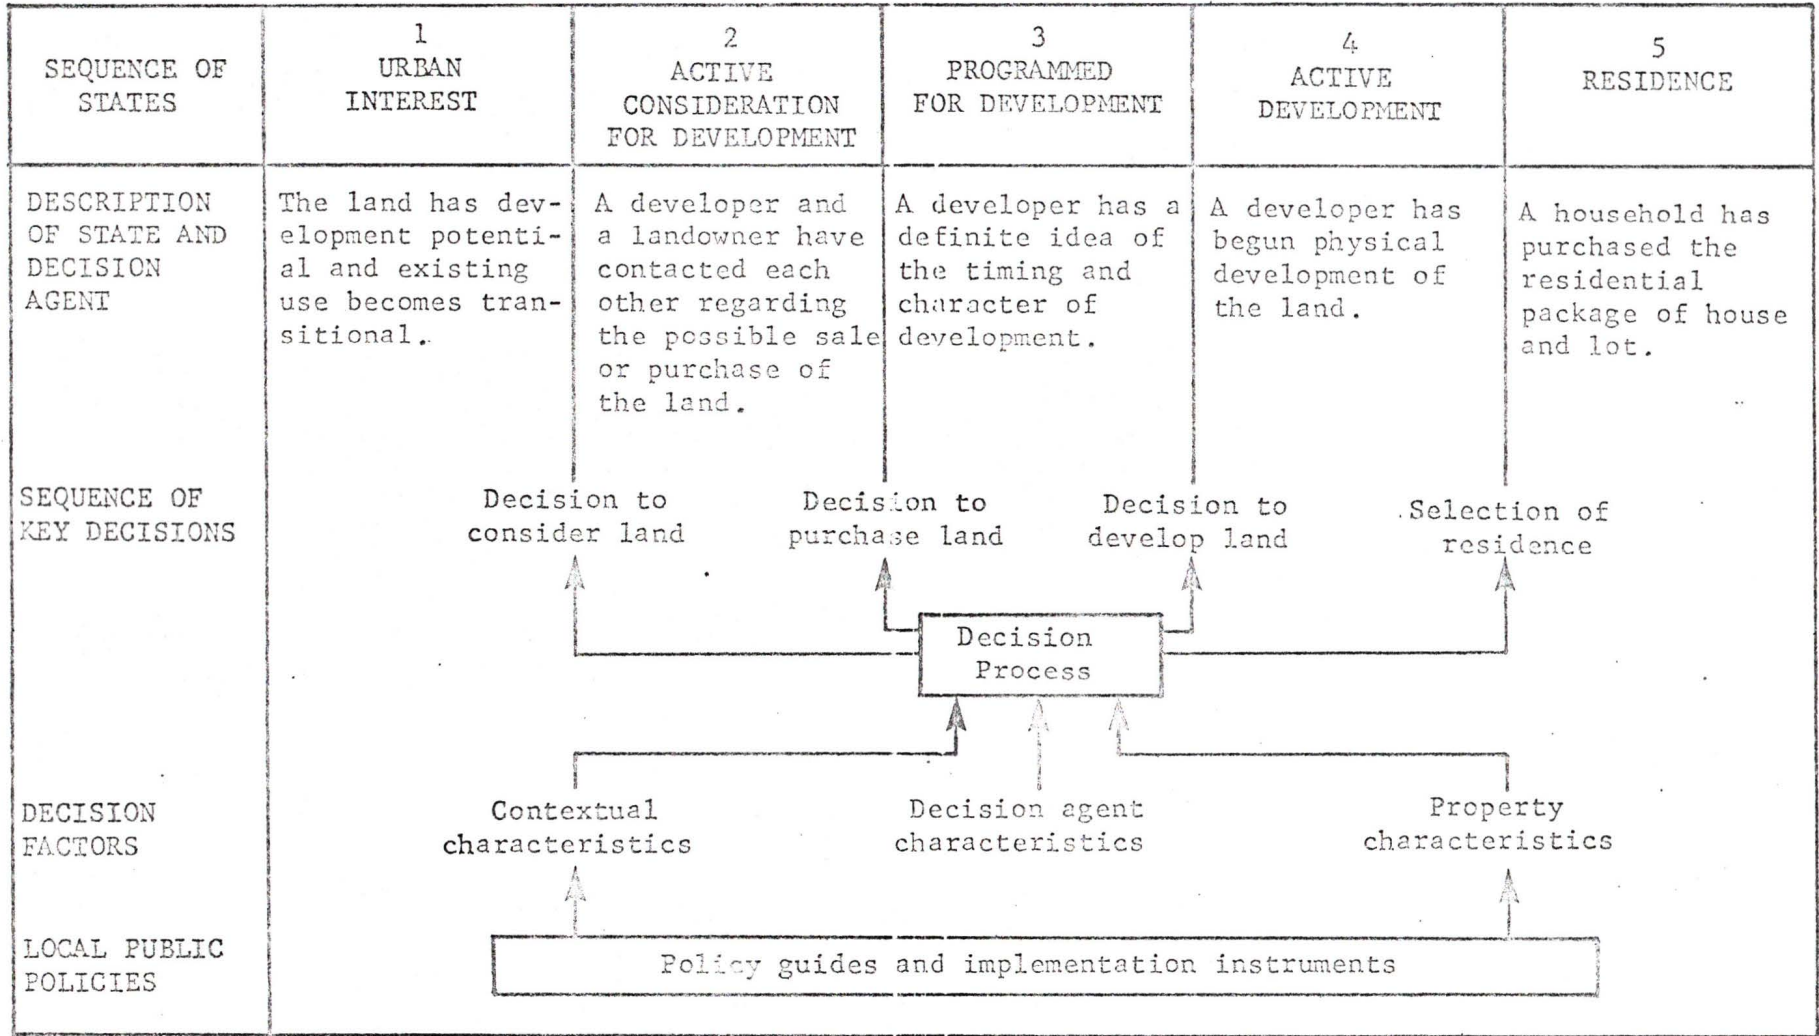 SEQUENCE OF
STATES
1
URBAN
INTEREST
2
ACTIVE
CONSIDERATION
FOR DEVELOPMENT
3
PROGRAMMED
FOR DEVELOPMENT
4
ACTIVE
DEVELOPMENT
5
RESIDENCE
DESCRIPTION
OF STATE AND
DECISION
AGENT
The land has dev-
elopment potenti-
al and existing
use becomes tran-
sitional.
A developer and
a landowner have
contacted each
other regarding
the possible sale
or purchase of
the land.
A developer has a
definite idea of
the timing and
character of
development.
A developer has
begun physical
development of
the land.
A household has
purchased the
residential
package of house
and lot.
SEQUENCE OF
KEY DECISIONS
Decision to
consider land
Decision to
purchase land
Decision to
develop land
Selection of
residence
Decision
Process
DECISION
FACTORS
Contextual
characteristics
Decision agent
characteristics
Property
characteristics
LOCAL PUBLIC
POLICIES
Policy guides and implementation instruments